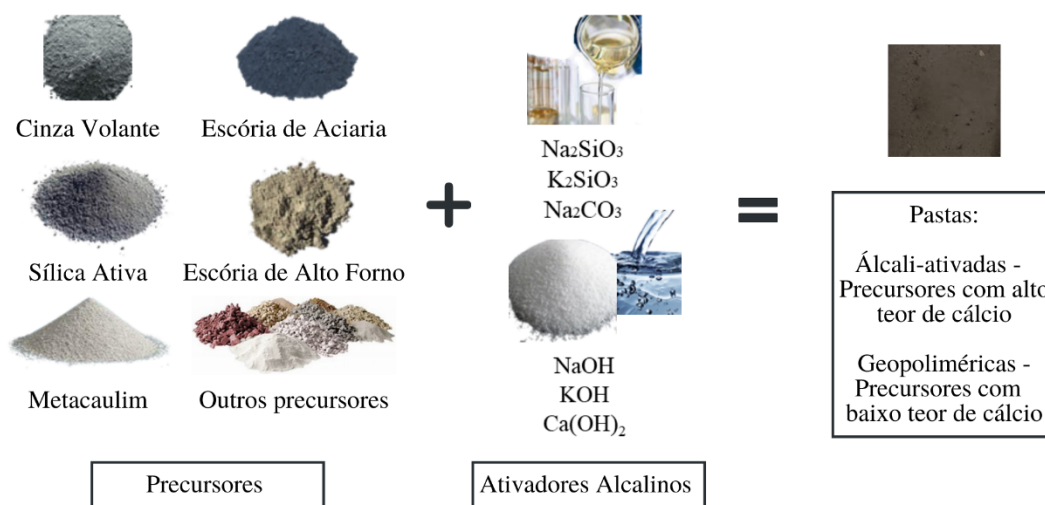 Cinza Volante
Escória de Aciaria
Sílica Ativa
Escória de Alto Forno
Metacaulim
Outros precursores
Precursores
+
Na₂SiO₃
K₂SiO₃
Na₂CO₃
NaOH
KOH
Ca(OH)₂
Ativadores Alcalinos
=
Pastas:
Álcali-ativadas -
Precursores com alto
teor de cálcio
Geopoliméricas -
Precursores com
baixo teor de cálcio